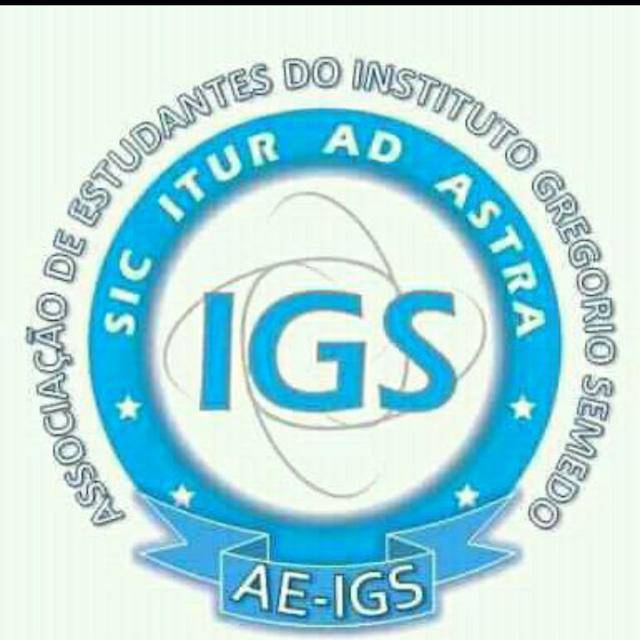 ASSOCIAÇÃO DE ESTUDANTES DO INSTITUTO GREGORIO SEMEDO
SIC ITUR AD ASTRA
IGS
AE-IGS